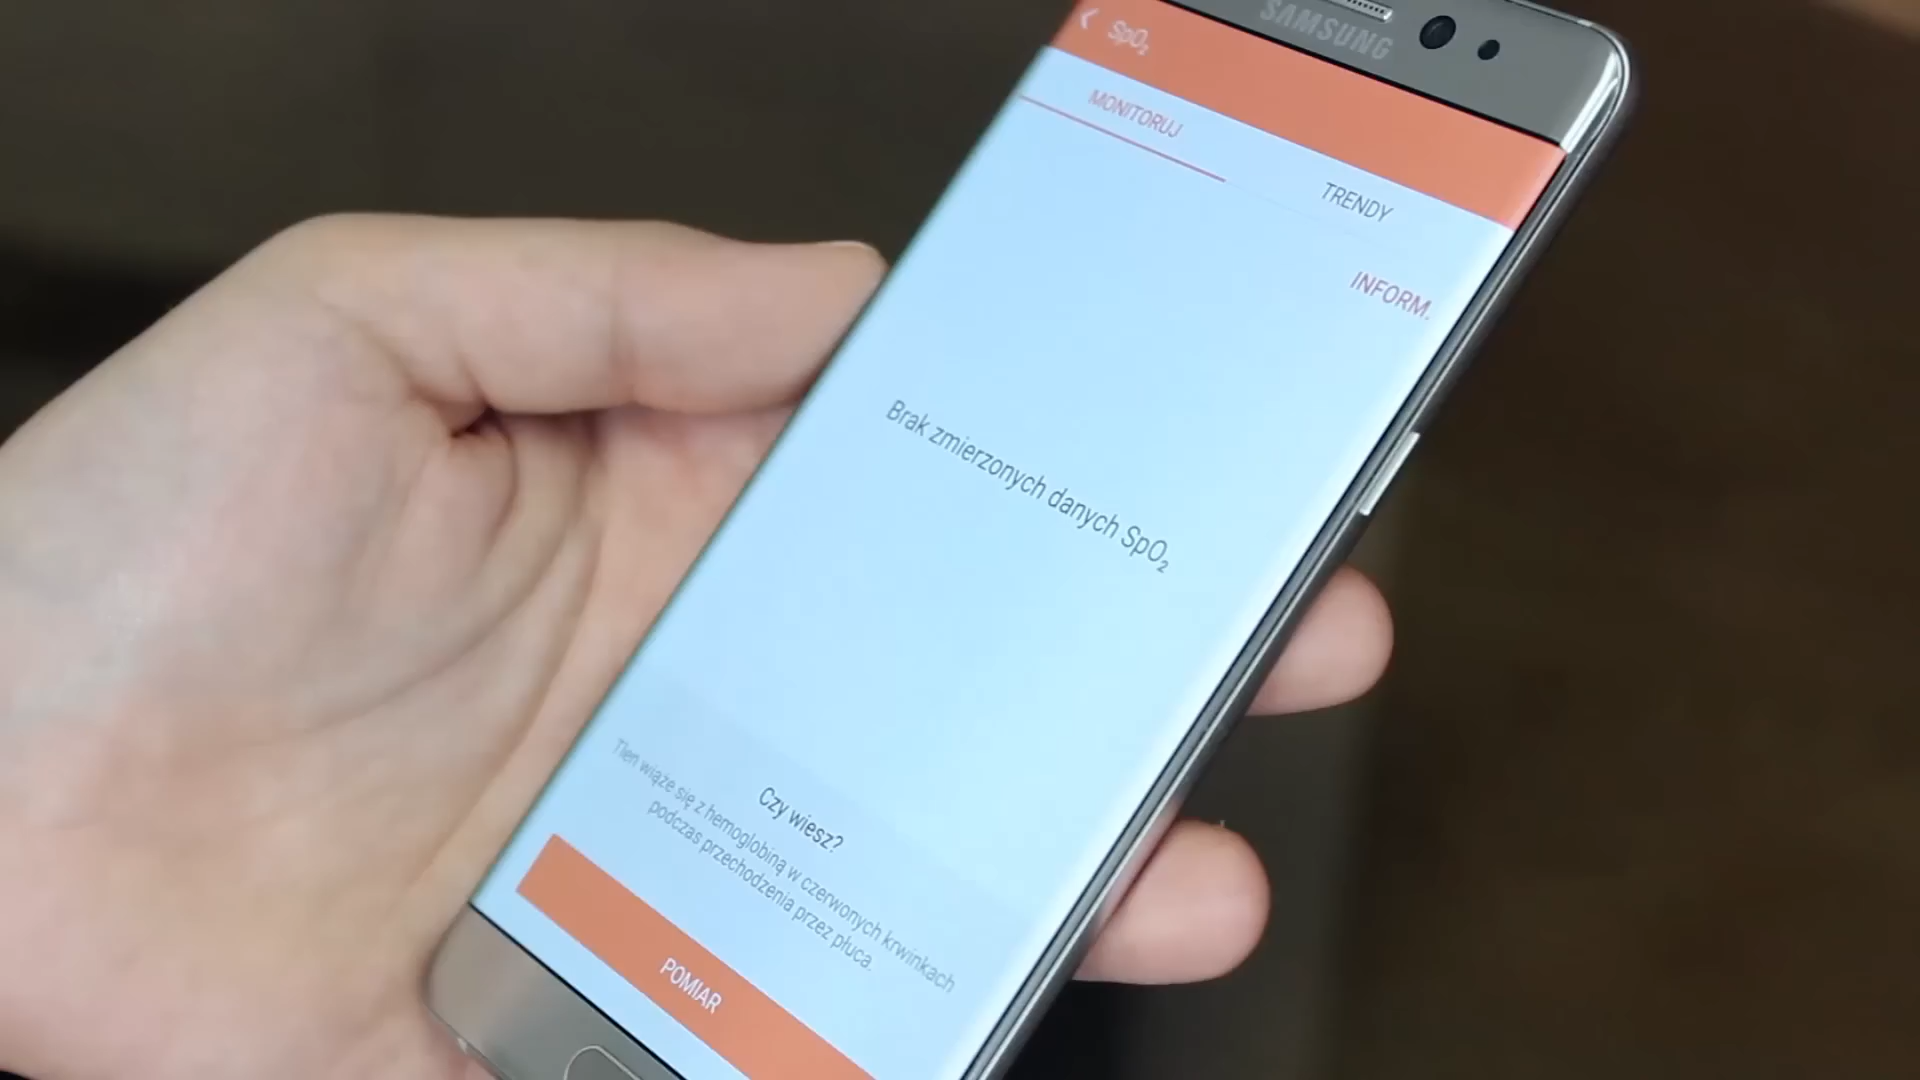 SAMSUNG
SpO₂
MONITORUJ
TRENDY
INFORM.
Brak zmierzonych danych SpO₂
Czy wiesz?
Tlen wiąże się z hemoglobiną w czerwonych krwinkach
podczas przechodzenia przez płuca.
POMIAR